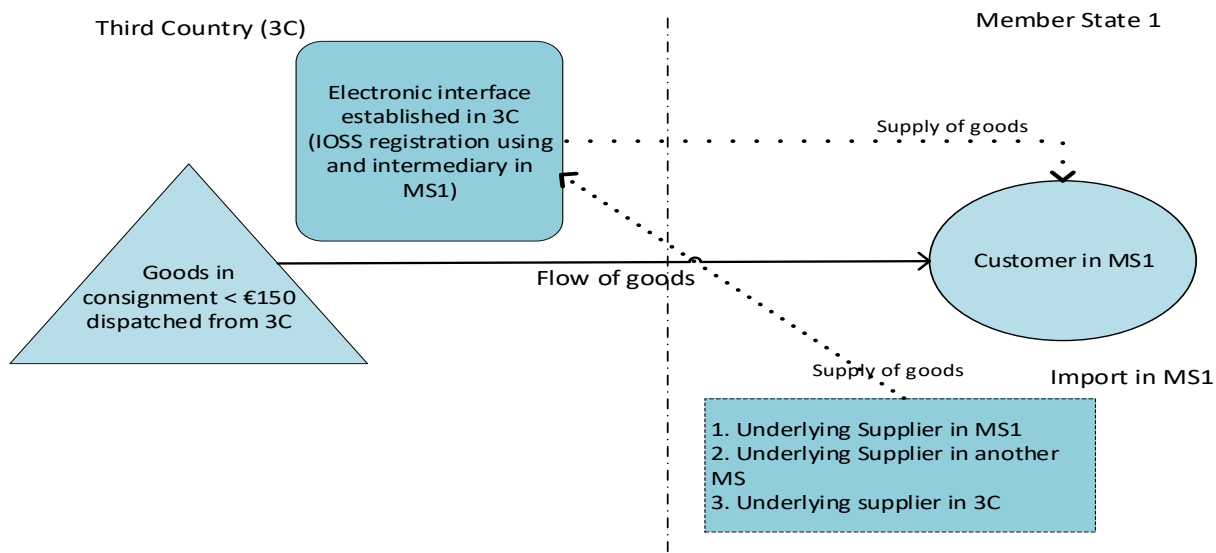 Third Country (3C)
Member State 1
Electronic interface
established in 3C
(IOSS registration using
and intermediary in
MS1)
Supply of goods
Goods in
consignment < €150
dispatched from 3C
Flow of goods
Customer in MS1
Supply of goods
Import in MS1
1. Underlying Supplier in MS1
2. Underlying Supplier in another
MS
3. Underlying supplier in 3C